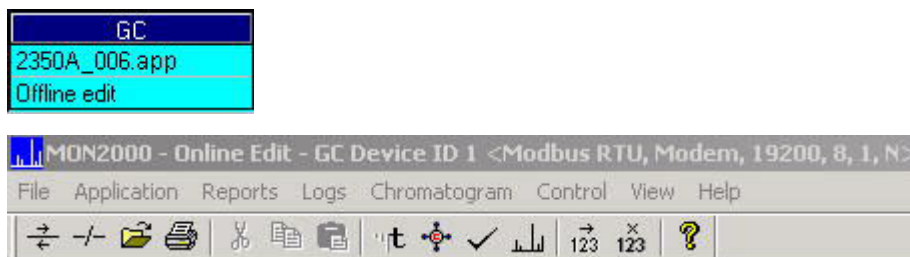 GC
2350A_006.app
Offline edit
MON2000 - Online Edit - GC Device ID 1 <Modbus RTU, Modem, 19200, 8, 1, N>
File Application Reports Logs Chromatogram Control View Help
t c 123 123 ?